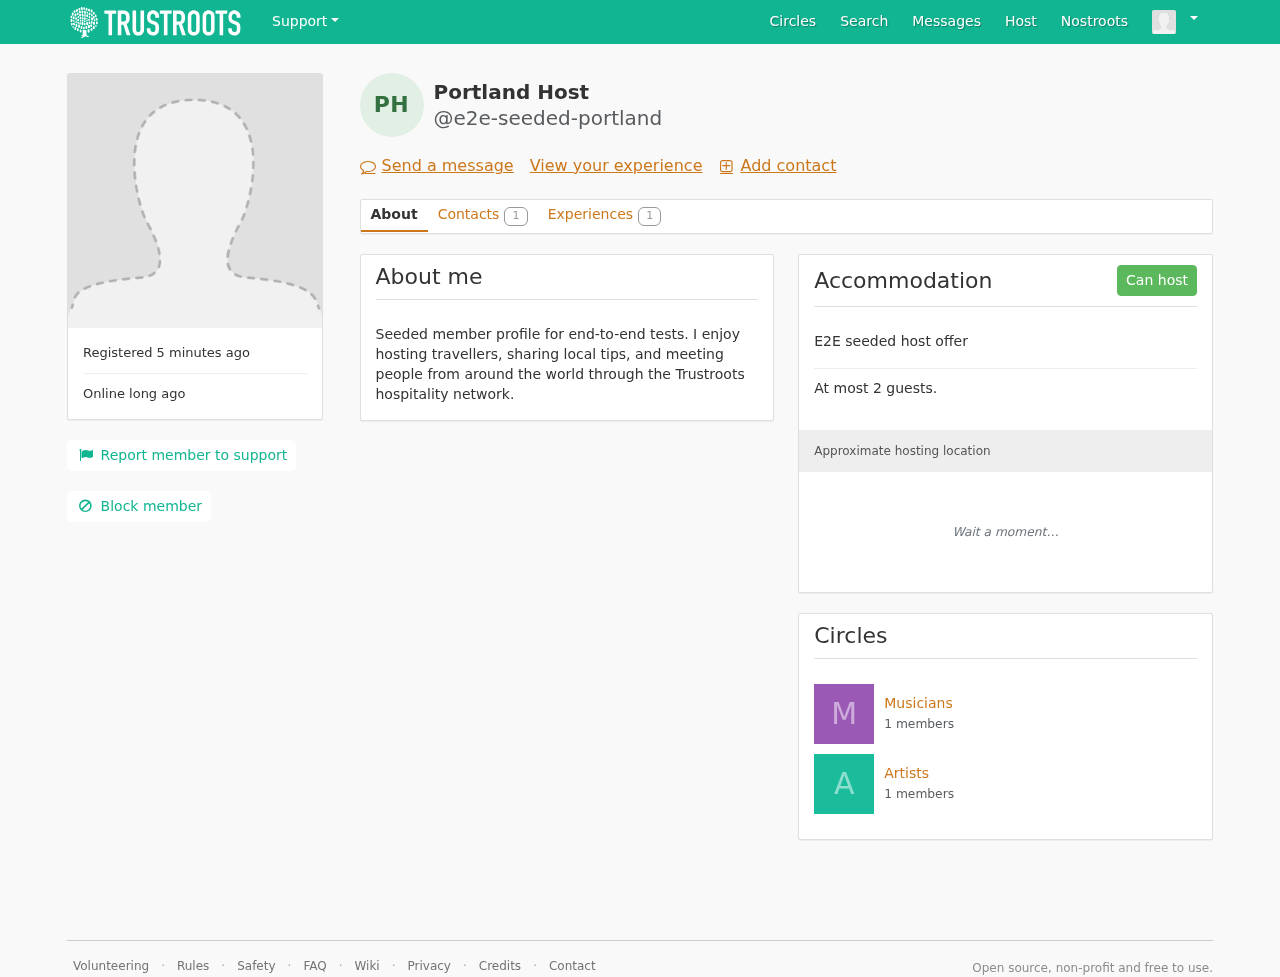 TRUSTROOTS Support Circles Search Messages Host Nostroots
PH
Portland Host
@e2e-seeded-portland
Send a message View your experience Add contact
About Contacts 1 Experiences 1
Registered 5 minutes ago
Online long ago
Report member to support
Block member
About me
Seeded member profile for end-to-end tests. I enjoy
hosting travellers, sharing local tips, and meeting
people from around the world through the Trustroots
hospitality network.
Accommodation Can host
E2E seeded host offer
At most 2 guests.
Approximate hosting location
Wait a moment...
Circles
M
Musicians
1 members
A
Artists
1 members
Volunteering · Rules · Safety · FAQ · Wiki · Privacy · Credits · Contact
Open source, non-profit and free to use.